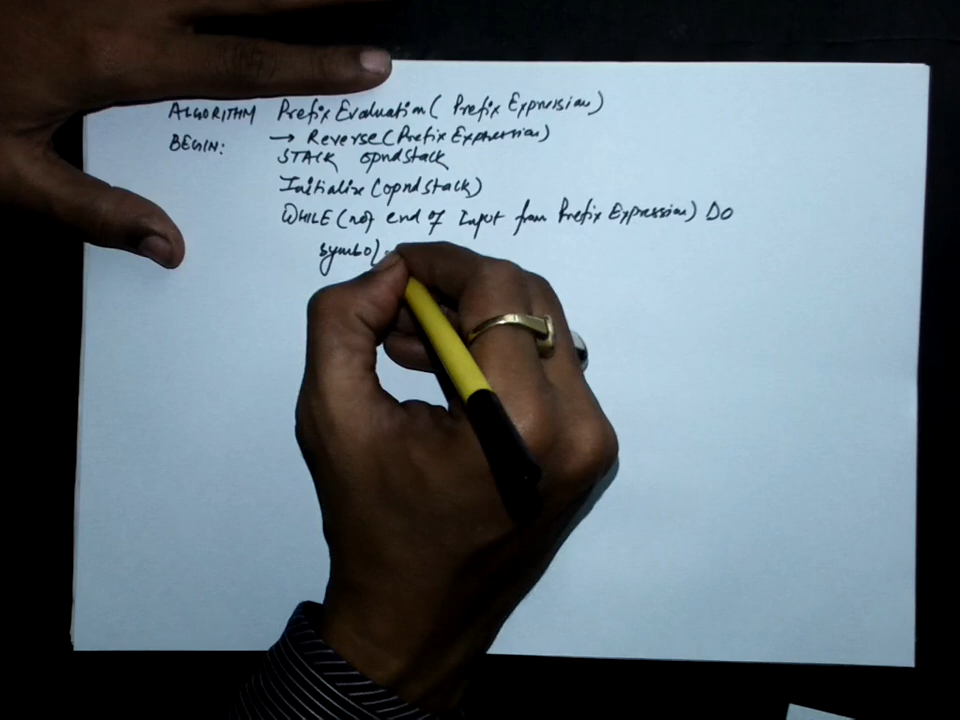 ALGORITHM Prefix Evaluation( Prefix Expression)
BEGIN: → Reverse(Prefix Expression)
STACK opndstack
Initialize(opndstack)
WHILE(not end of Input from Prefix Expression) DO
symbol